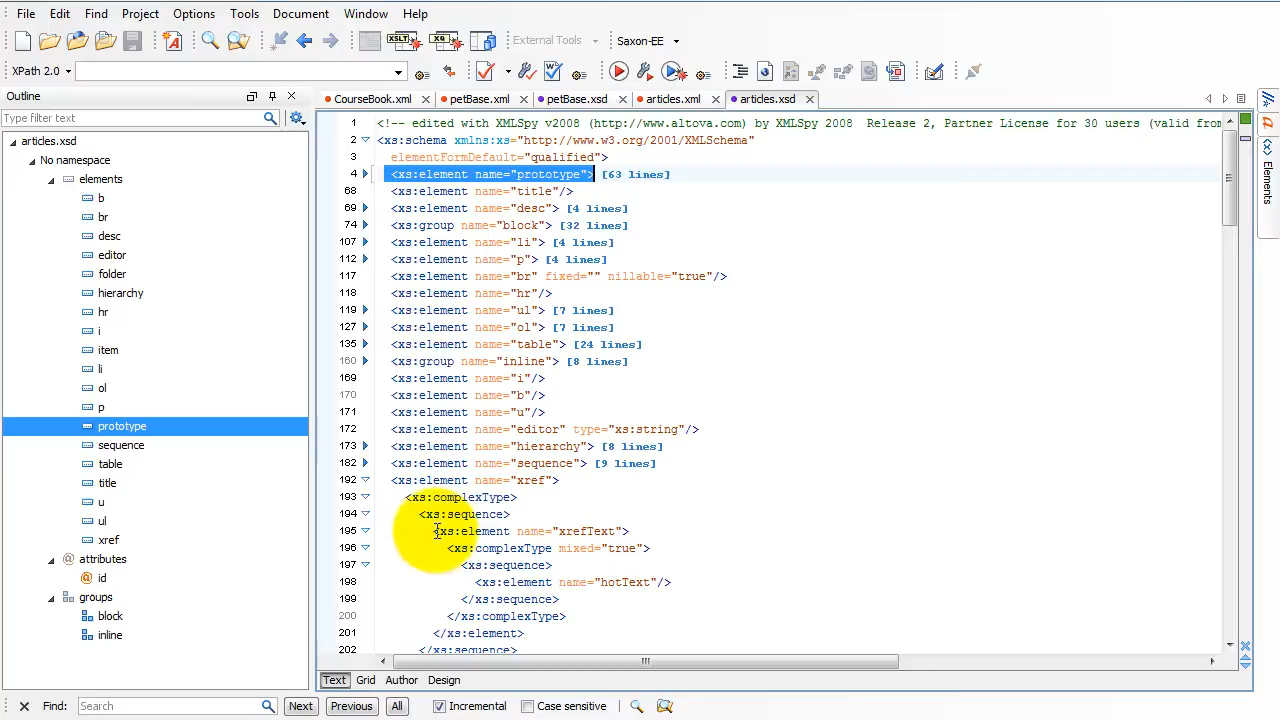 File Edit Find Project Options Tools Document Window Help
External Tools Saxon-EE
XPath 2.0
Outline
CourseBook.xml petBase.xml petBase.xsd articles.xml articles.xsd
Type filter text
articles.xsd
No namespace
elements
b
br
desc
editor
folder
hierarchy
hr
i
item
li
ol
p
prototype
sequence
table
title
u
ul
xref
attributes
id
groups
block
inline
1 <!-- edited with XMLSpy v2008 (http://www.altova.com) by XMLSpy 2008  Release 2, Partner License for 30 users (valid from
2 <xs:schema xmlns:xs="http://www.w3.org/2001/XMLSchema"
3 elementFormDefault="qualified">
4 <xs:element name="prototype"> [63 lines]
68 <xs:element name="title"/>
69 <xs:element name="desc"> [4 lines]
74 <xs:group name="block"> [32 lines]
107 <xs:element name="li"> [4 lines]
112 <xs:element name="p"> [4 lines]
117 <xs:element name="br" fixed="" nillable="true"/>
118 <xs:element name="hr"/>
119 <xs:element name="ul"> [7 lines]
127 <xs:element name="ol"> [7 lines]
135 <xs:element name="table"> [24 lines]
160 <xs:group name="inline"> [8 lines]
169 <xs:element name="i"/>
170 <xs:element name="b"/>
171 <xs:element name="u"/>
172 <xs:element name="editor" type="xs:string"/>
173 <xs:element name="hierarchy"> [8 lines]
182 <xs:element name="sequence"> [9 lines]
192 <xs:element name="xref">
193 <xs:complexType>
194 <xs:sequence>
195 <xs:element name="xrefText">
196 <xs:complexType mixed="true">
197 <xs:sequence>
198 <xs:element name="hotText"/>
199 </xs:sequence>
200 </xs:complexType>
201 </xs:element>
202 </xs:sequence>
Elements
Text Grid Author Design
Find: Search Next Previous All Incremental Case sensitive